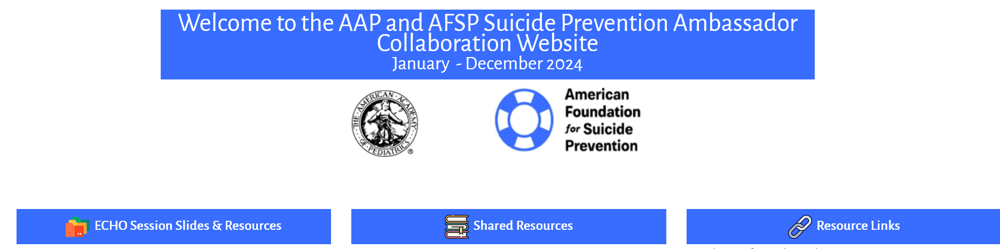 Welcome to the AAP and AFSP Suicide Prevention Ambassador
Collaboration Website
January - December 2024
THE · AMERICAN · ACADEMY · OF · PEDIATRICS ®
American
Foundation
for Suicide
Prevention
ECHO Session Slides & Resources
Shared Resources
Resource Links